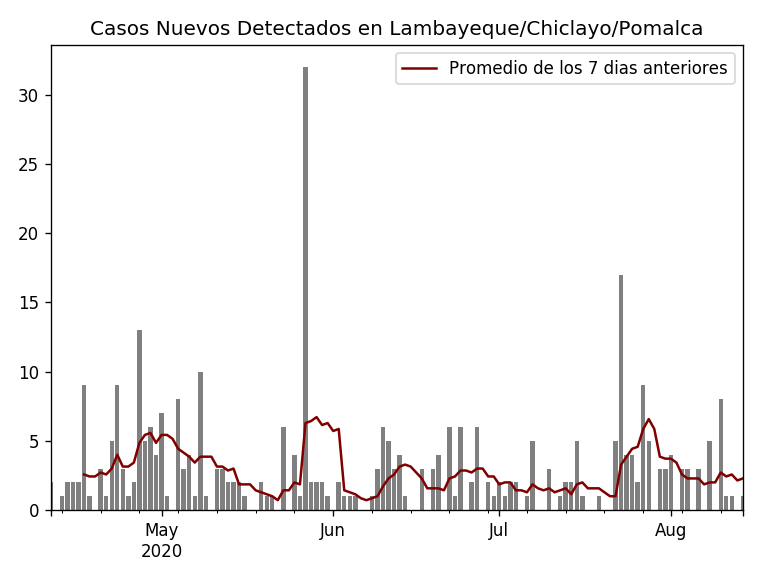 Casos Nuevos Detectados en Lambayeque/Chiclayo/Pomalca
Promedio de los 7 dias anteriores
30
25
20
15
10
5
0
May
2020
Jun
Jul
Aug